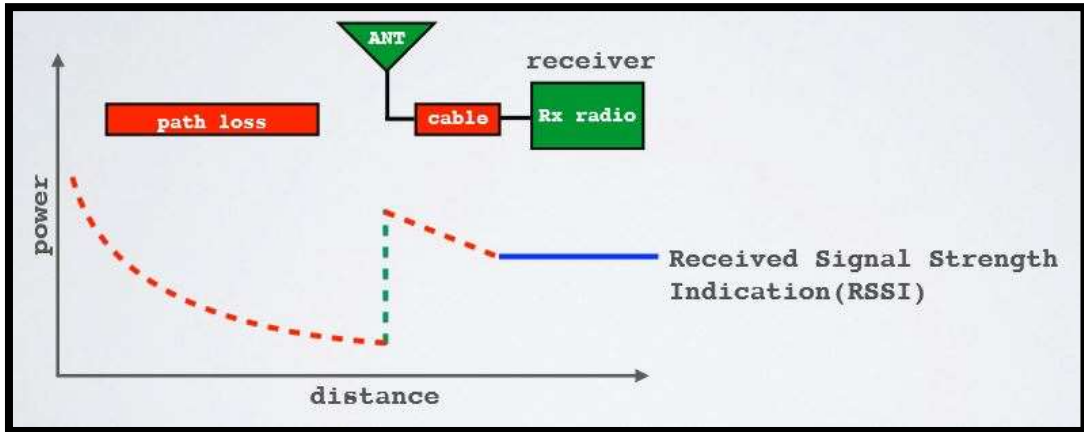 ANT
receiver
path loss
cable
Rx radio
power
Received Signal Strength
Indication(RSSI)
distance